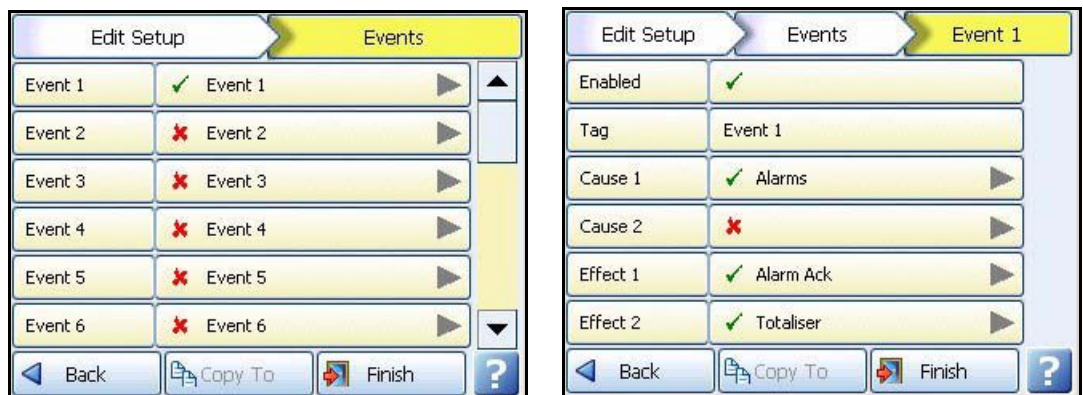 Edit Setup Events
Event 1 Event 1
Event 2 Event 2
Event 3 Event 3
Event 4 Event 4
Event 5 Event 5
Event 6 Event 6
Back Copy To Finish ?
Edit Setup Events Event 1
Enabled
Tag Event 1
Cause 1 Alarms
Cause 2
Effect 1 Alarm Ack
Effect 2 Totaliser
Back Copy To Finish ?